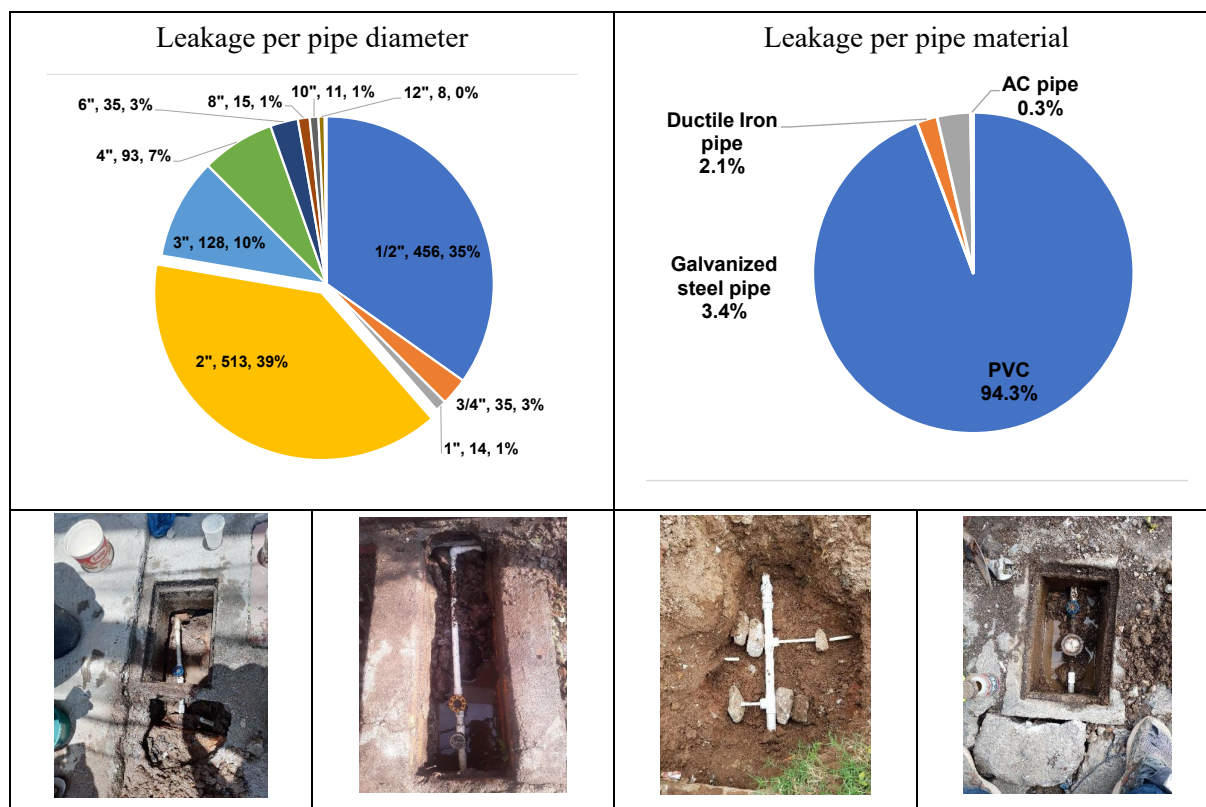 Leakage per pipe diameter
10", 11, 1%
12", 8, 0%
6", 35, 3%
8", 15, 1%
4", 93, 7%
3", 128, 10%
1/2", 456, 35%
2", 513, 39%
3/4", 35, 3%
1", 14, 1%
Leakage per pipe material
AC pipe
0.3%
Ductile Iron
pipe
2.1%
Galvanized
steel pipe
3.4%
PVC
94.3%